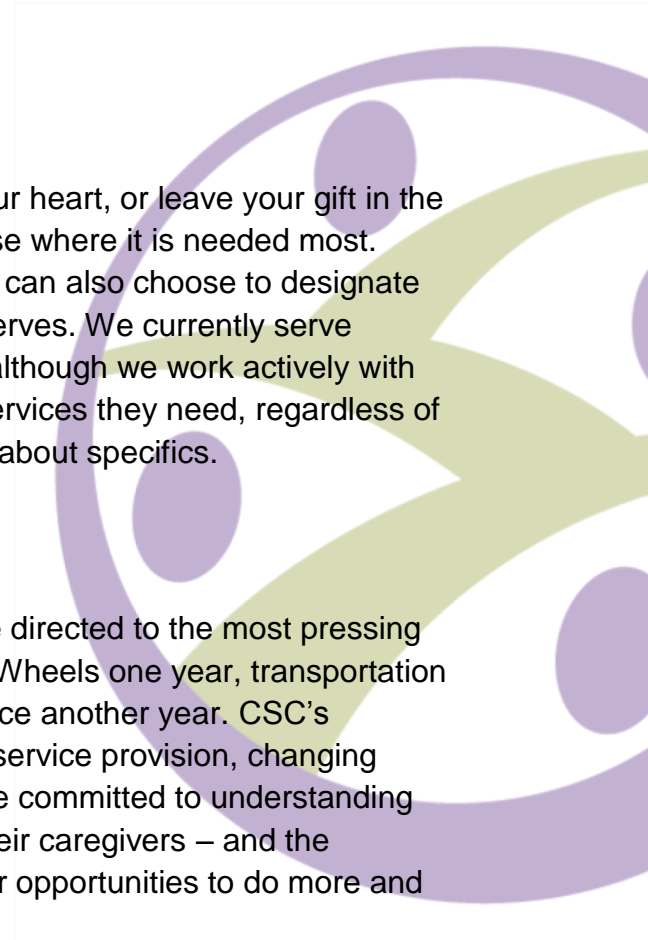 ur heart, or leave your gift in the
se where it is needed most.
can also choose to designate
erves. We currently serve
although we work actively with
ervices they need, regardless of
about specifics.
e directed to the most pressing
Wheels one year, transportation
ice another year. CSC’s
service provision, changing
e committed to understanding
eir caregivers – and the
r opportunities to do more and